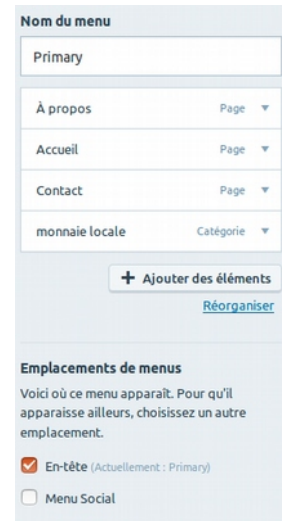 Nom du menu
Primary
À propos Page
Accueil Page
Contact Page
monnaie locale Catégorie
+ Ajouter des éléments
Réorganiser
Emplacements de menus
Voici où ce menu apparaît. Pour qu'il
apparaisse ailleurs, choisissez un autre
emplacement.
En-tête (Actuellement : Primary)
Menu Social